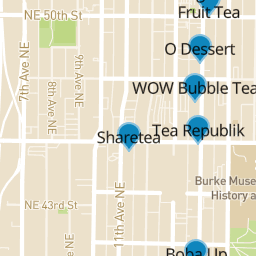 NE 50th St
Fruit Tea
O Dessert
7th Ave NE
9th Ave NE
8th Ave NE
WOW Bubble Tea
Sharetea
Tea Republik
Burke Muse
History a
NE 43rd St
11th Ave NE
Boba Up